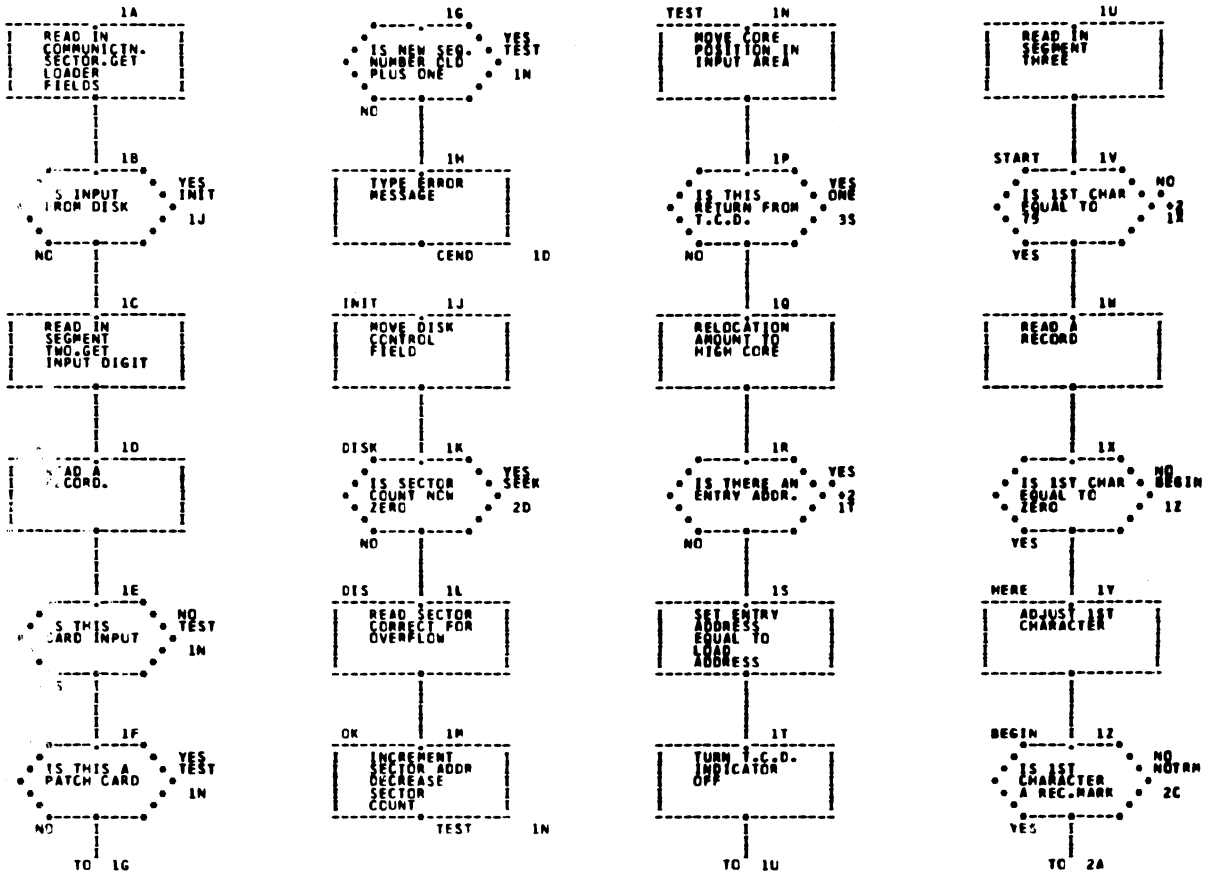 1A
READ IN
COMMUNICIN.
SECTOR.GET
LOADER
FIELDS
1B
S INPUT
FROM DISK
YES
INIT
1J
NO
1C
READ IN
SEGMENT
TWO.GET
INPUT DIGIT
1D
READ A
RECORD.
1E
IS THIS
CARD INPUT
NO
TEST
1N
S
1F
IS THIS A
PATCH CARD
YES
TEST
1N
NO
TO 1G
1G
IS NEW SEQ.
NUMBER OLD
PLUS ONE
YES
TEST
1N
NO
1H
TYPE ERROR
MESSAGE
CEND 1D
INIT 1J
MOVE DISK
CONTROL
FIELD
DISK 1K
IS SECTOR
COUNT NOW
ZERO
YES
SEEK
2D
NO
DIS 1L
READ SECTOR
CORRECT FOR
OVERFLOW
OK 1M
INCREMENT
SECTOR ADDR
DECREASE
SECTOR
COUNT
TEST 1N
TEST 1N
MOVE CORE
POSITION IN
INPUT AREA
1P
IS THIS
RETURN FROM
T.C.D.
YES
ONE
3S
NO
1Q
RELOCATION
AMOUNT TO
HIGH CORE
1R
IS THERE AN
ENTRY ADDR.
YES
+2
1T
NO
1S
SET ENTRY
ADDRESS
EQUAL TO
LOAD
ADDRESS
1T
TURN T.C.D.
INDICATOR
OFF
TO 1U
1U
READ IN
SEGMENT
THREE
START 1V
IS 1ST CHAR
EQUAL TO
75
NO
+2
1X
YES
1W
READ A
RECORD
1X
IS 1ST CHAR
EQUAL TO
ZERO
NO
BEGIN
1Z
YES
HERE 1Y
ADJUST 1ST
CHARACTER
BEGIN 1Z
IS 1ST
CHARACTER
A REC.MARK
NO
NOTRM
2C
YES
TO 2A